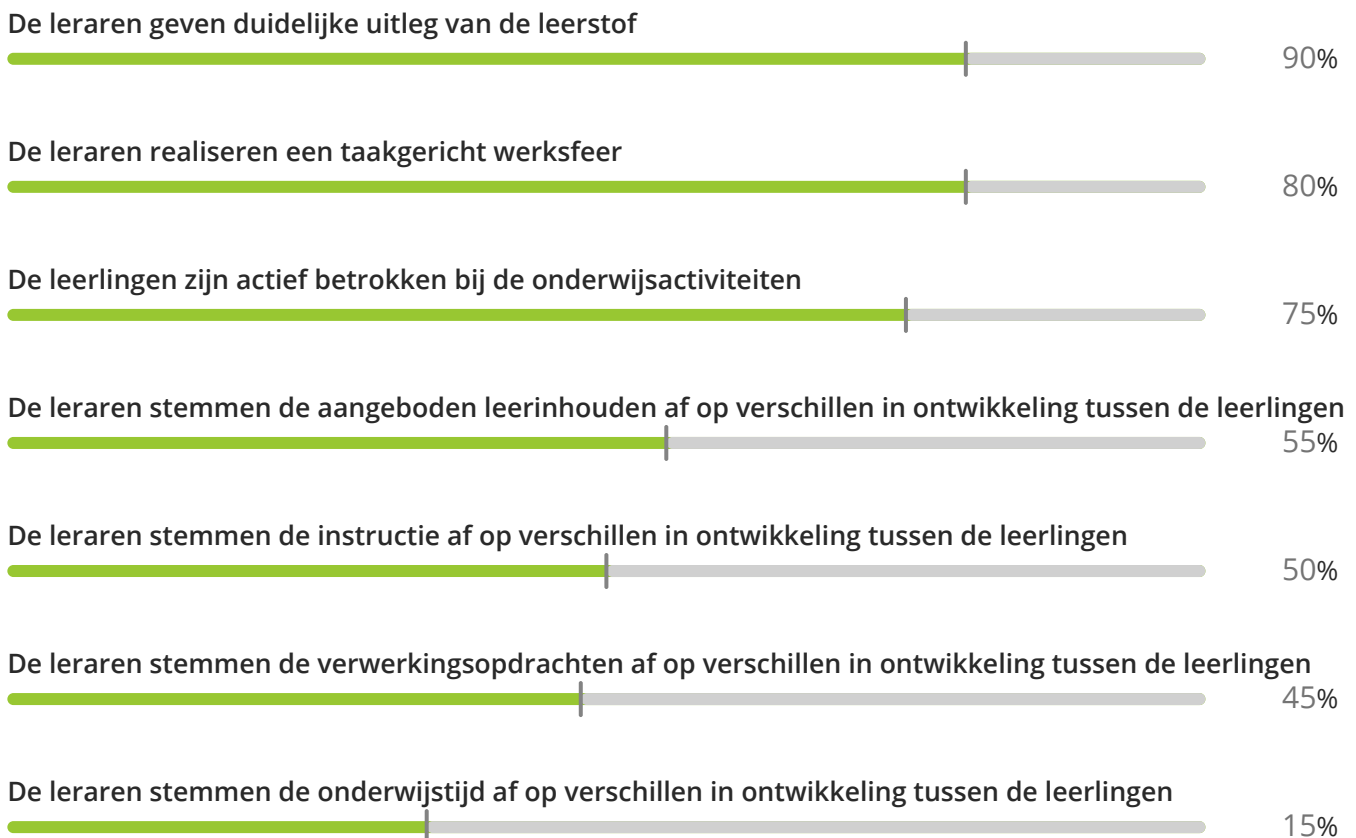 De leraren geven duidelijke uitleg van de leerstof
90%
De leraren realiseren een taakgericht werksfeer
80%
De leerlingen zijn actief betrokken bij de onderwijsactiviteiten
75%
De leraren stemmen de aangeboden leerinhouden af op verschillen in ontwikkeling tussen de leerlingen
55%
De leraren stemmen de instructie af op verschillen in ontwikkeling tussen de leerlingen
50%
De leraren stemmen de verwerkingsopdrachten af op verschillen in ontwikkeling tussen de leerlingen
45%
De leraren stemmen de onderwijstijd af op verschillen in ontwikkeling tussen de leerlingen
15%